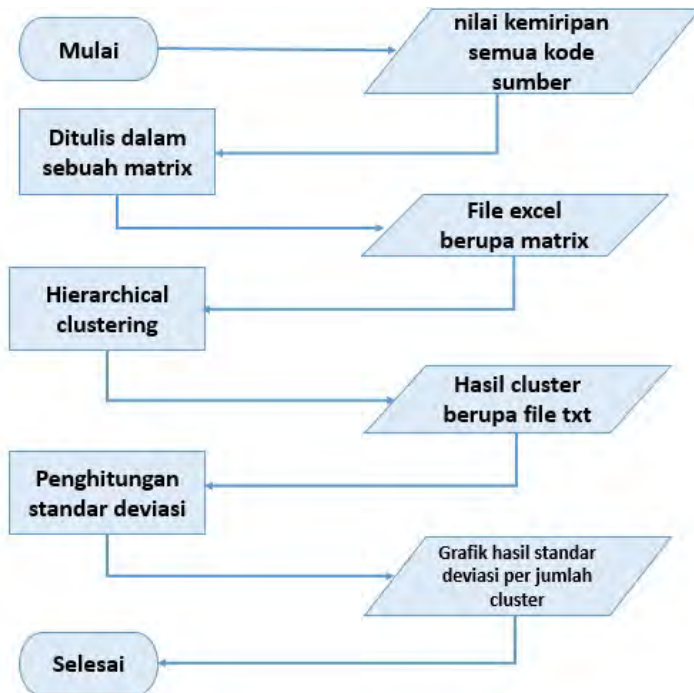 Mulai
nilai kemiripan
semua kode
sumber
Ditulis dalam
sebuah matrix
File excel
berupa matrix
Hierarchical
clustering
Hasil cluster
berupa file txt
Penghitungan
standar deviasi
Grafik hasil standar
deviasi per jumlah
cluster
Selesai